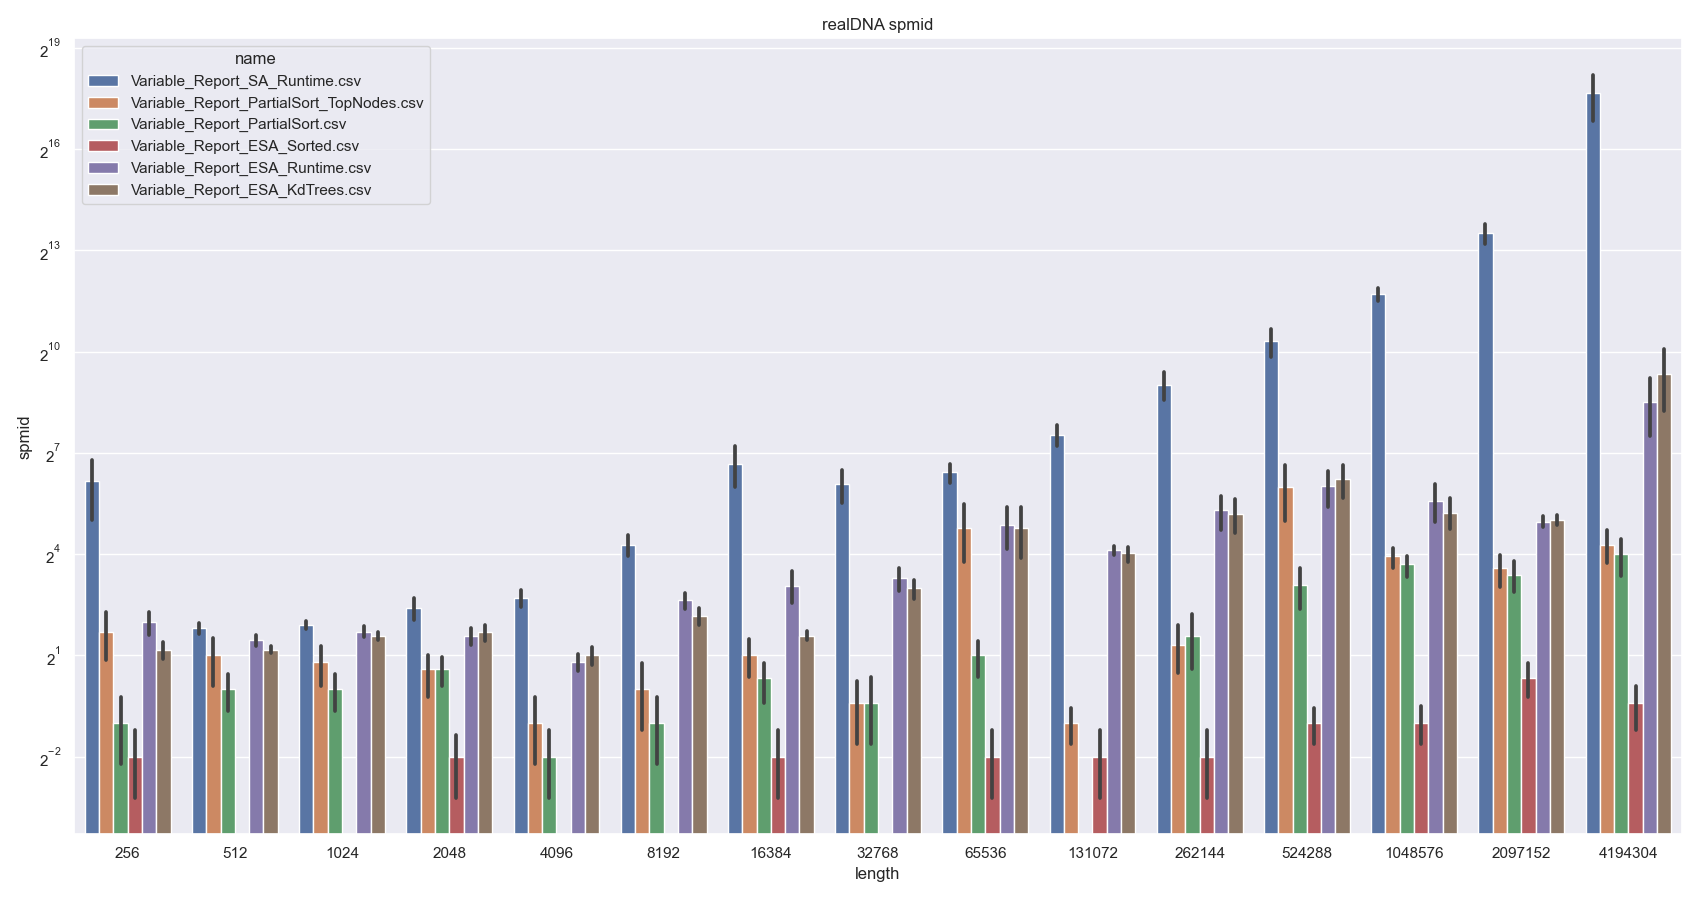 realDNA spmid
2^19
2^16
2^13
2^10
2^7
2^4
2^1
2^−2
spmid
name
Variable_Report_SA_Runtime.csv
Variable_Report_PartialSort_TopNodes.csv
Variable_Report_PartialSort.csv
Variable_Report_ESA_Sorted.csv
Variable_Report_ESA_Runtime.csv
Variable_Report_ESA_KdTrees.csv
256 512 1024 2048 4096 8192 16384 32768 65536 131072 262144 524288 1048576 2097152 4194304
length